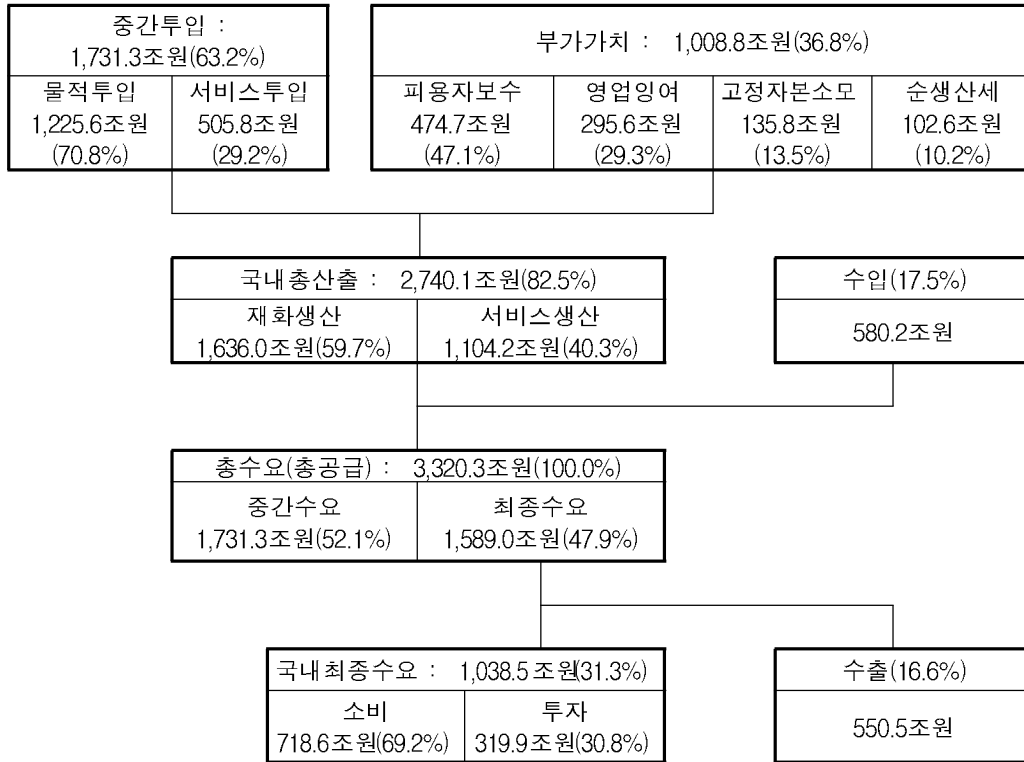 중간투입 :
1,731.3조원(63.2%)
물적투입
1,225.6조원
(70.8%)
서비스투입
505.8조원
(29.2%)
부가가치 : 1,008.8조원(36.8%)
피용자보수
474.7조원
(47.1%)
영업잉여
295.6조원
(29.3%)
고정자본소모
135.8조원
(13.5%)
순생산세
102.6조원
(10.2%)
국내총산출 : 2,740.1조원(82.5%)
재화생산
1,636.0조원(59.7%)
서비스생산
1,104.2조원(40.3%)
수입(17.5%)
580.2조원
총수요(총공급) : 3,320.3조원(100.0%)
중간수요
1,731.3조원(52.1%)
최종수요
1,589.0조원(47.9%)
국내최종수요 : 1,038.5조원(31.3%)
소비
718.6조원(69.2%)
투자
319.9조원(30.8%)
수출(16.6%)
550.5조원